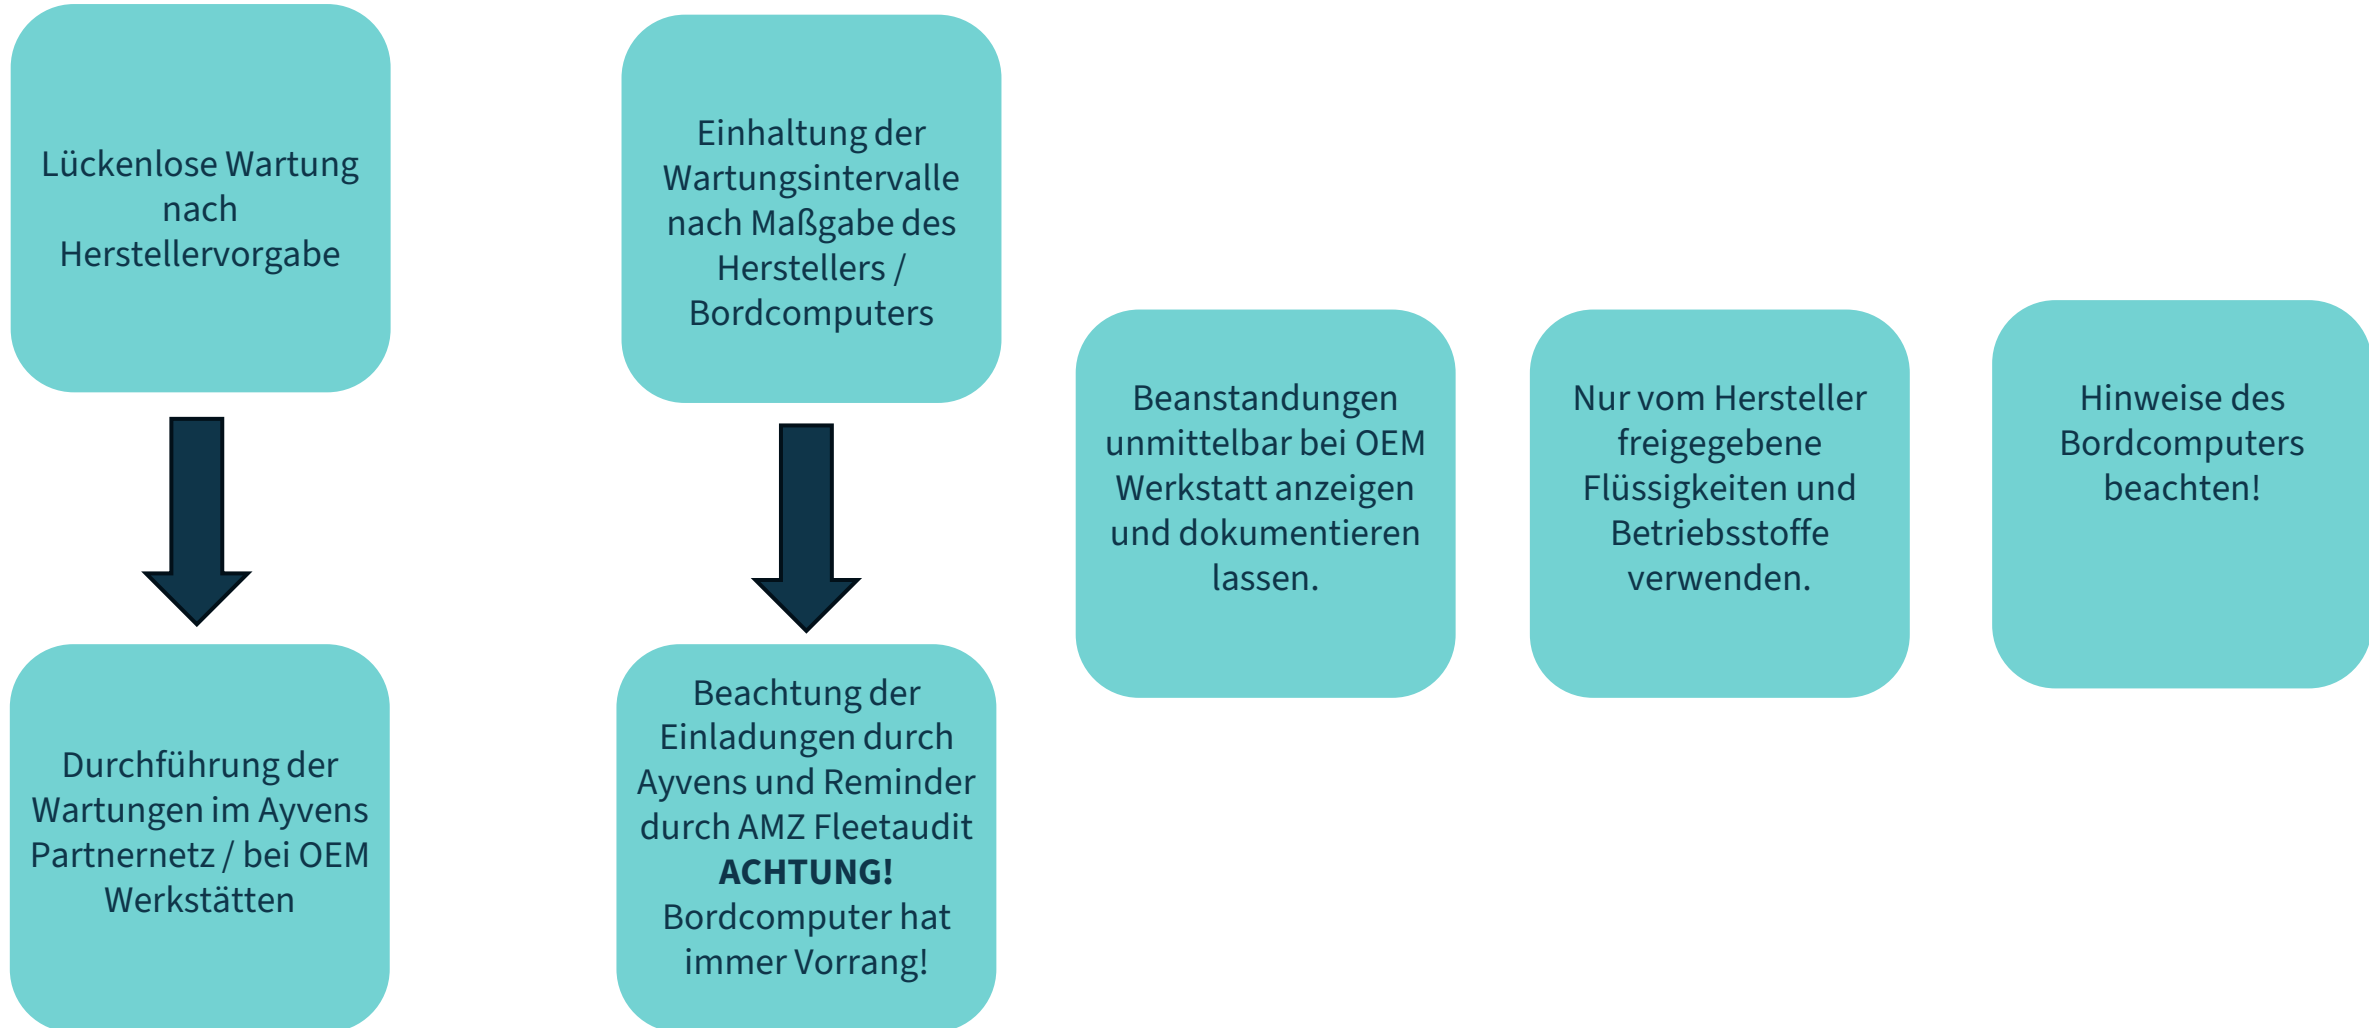 Lückenlose Wartung
nach
Herstellervorgabe
Durchführung der
Wartungen im Ayvens
Partnernetz / bei OEM
Werkstätten
Einhaltung der
Wartungsintervalle
nach Maßgabe des
Herstellers /
Bordcomputers
Beachtung der
Einladungen durch
Ayvens und Reminder
durch AMZ Fleetaudit
ACHTUNG!
Bordcomputer hat
immer Vorrang!
Beanstandungen
unmittelbar bei OEM
Werkstatt anzeigen
und dokumentieren
lassen.
Nur vom Hersteller
freigegebene
Flüssigkeiten und
Betriebsstoffe
verwenden.
Hinweise des
Bordcomputers
beachten!